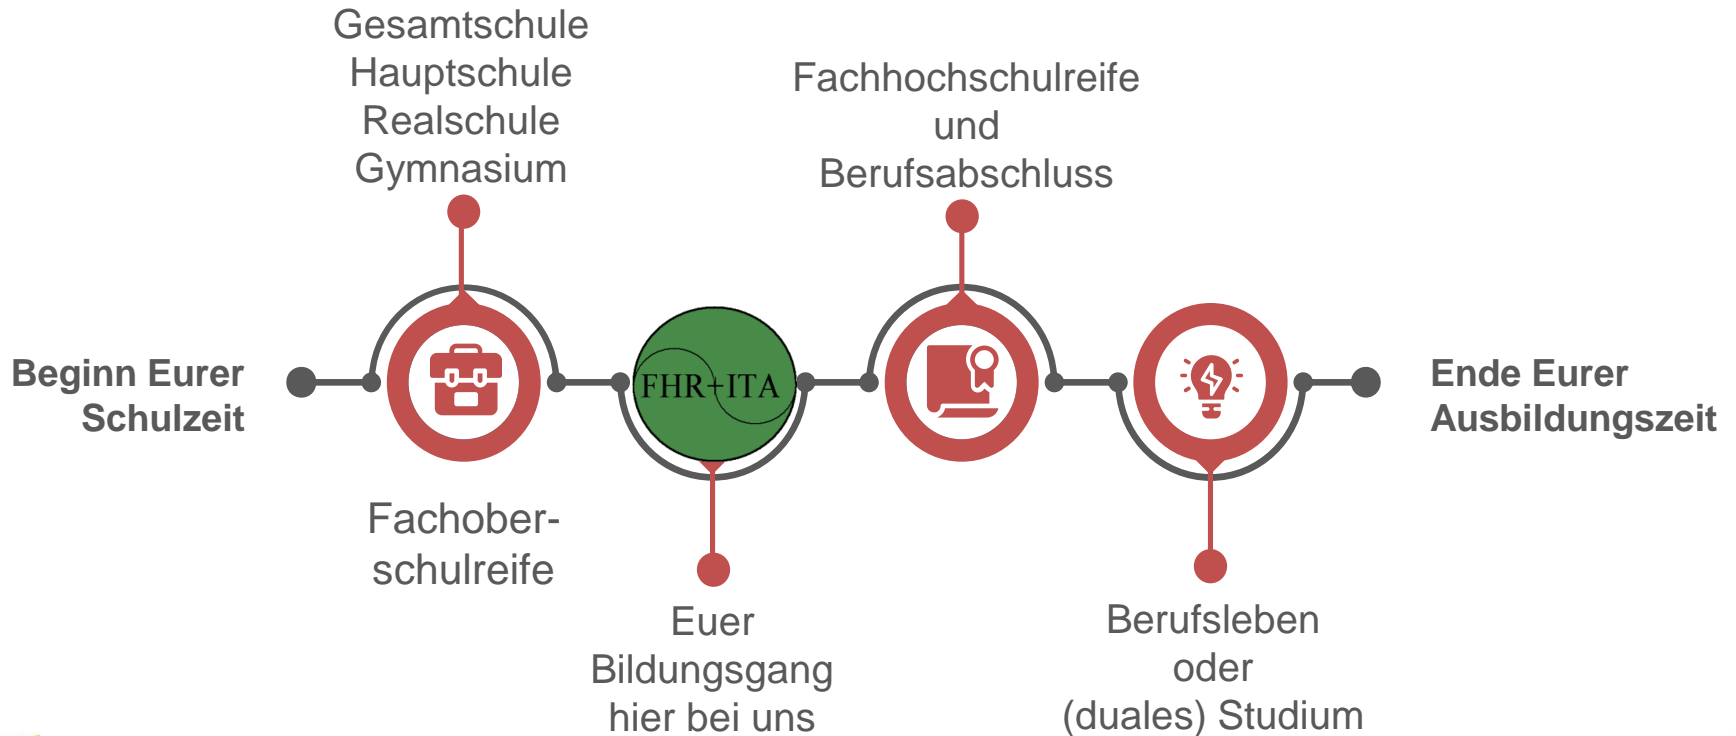 Gesamtschule
Hauptschule
Realschule
Gymnasium
Fachhochschulreife
und
Berufsabschluss
Beginn Eurer
Schulzeit
FHR+ITA
Ende Eurer
Ausbildungszeit
Fachober-
schulreife
Euer
Bildungsgang
hier bei uns
Berufsleben
oder
(duales) Studium